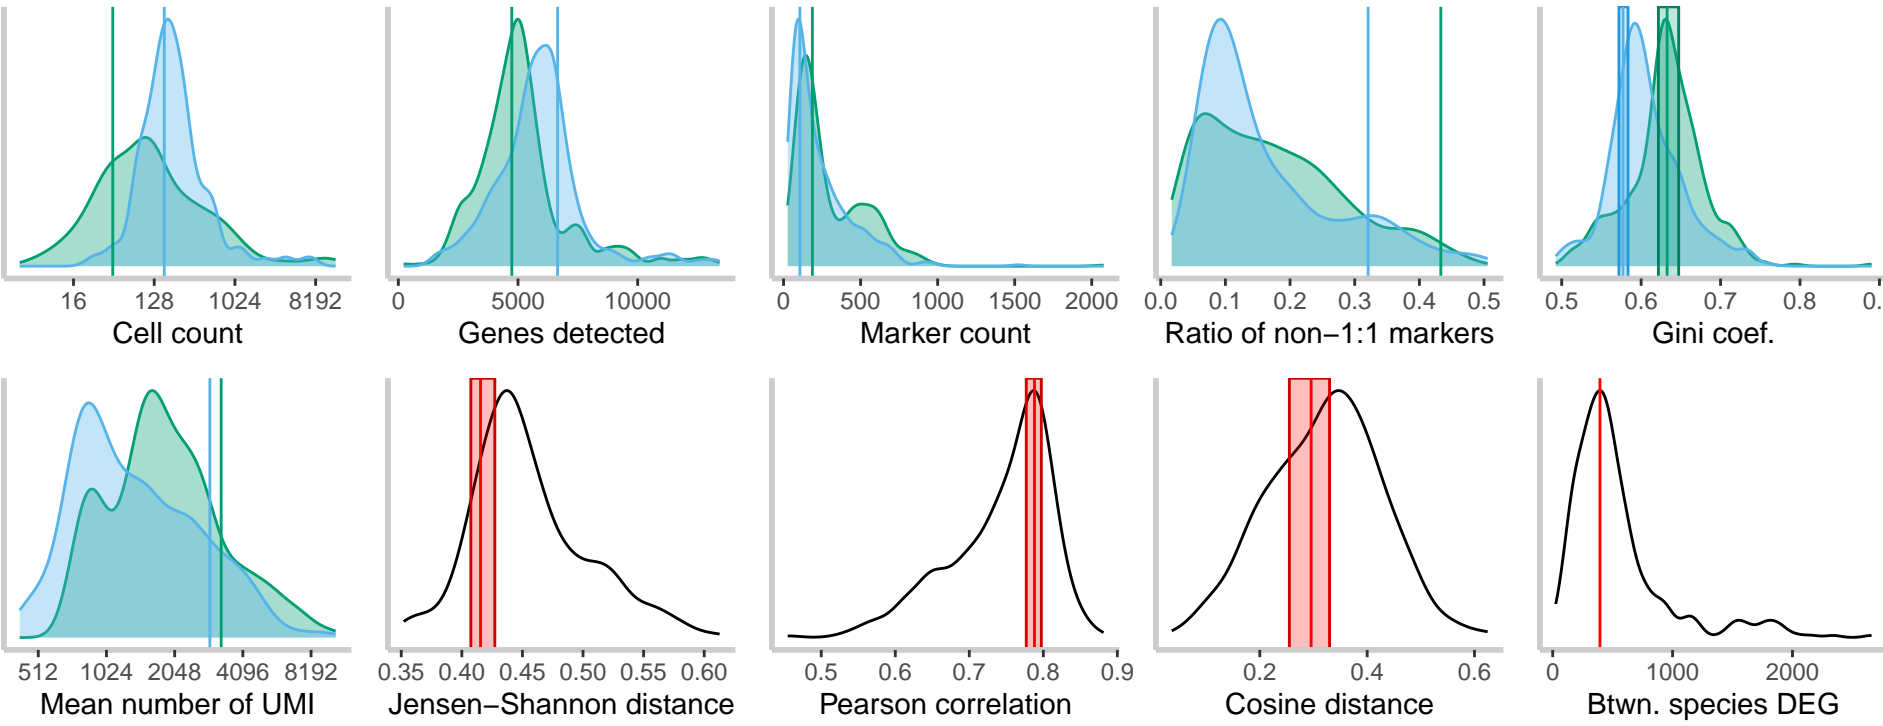 16 128 1024 8192
Cell count
0 5000 10000
Genes detected
0 500 1000 1500 2000
Marker count
0.0 0.1 0.2 0.3 0.4 0.5
Ratio of non−1:1 markers
0.5 0.6 0.7 0.8 0.
Gini coef.
512 1024 2048 4096 8192
Mean number of UMI
0.35 0.40 0.45 0.50 0.55 0.60
Jensen−Shannon distance
0.5 0.6 0.7 0.8 0.9
Pearson correlation
0.2 0.4 0.6
Cosine distance
0 1000 2000
Btwn. species DEG